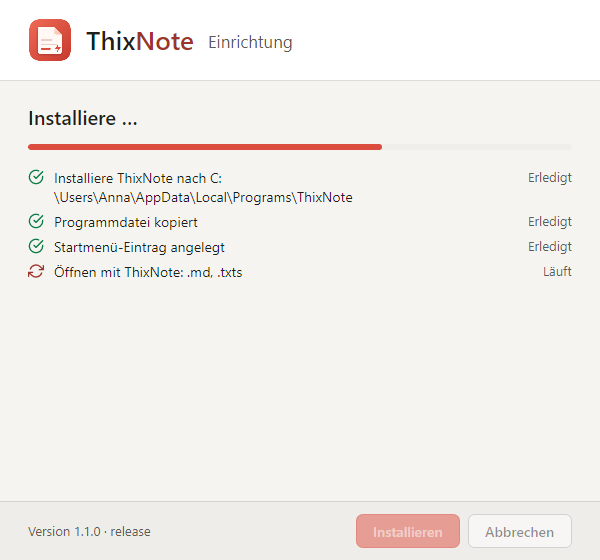 ThixNote Einrichtung
Installiere ...
Installiere ThixNote nach C: Erledigt
\Users\Anna\AppData\Local\Programs\ThixNote
Programmdatei kopiert Erledigt
Startmenü-Eintrag angelegt Erledigt
Öffnen mit ThixNote: .md, .txts Läuft
Version 1.1.0 · release Installieren Abbrechen